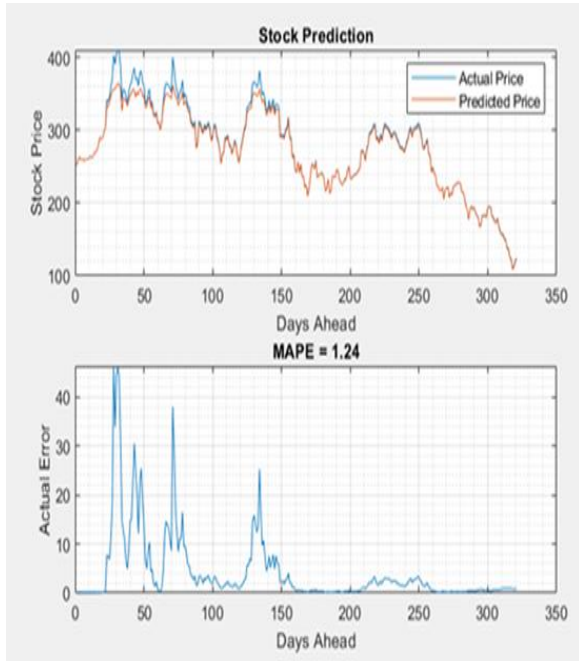 Stock Prediction
400
300
200
100
Stock Price
Actual Price
Predicted Price
0 50 100 150 200 250 300 350
Days Ahead
MAPE = 1.24
40
30
20
10
0
Actual Error
0 50 100 150 200 250 300 350
Days Ahead